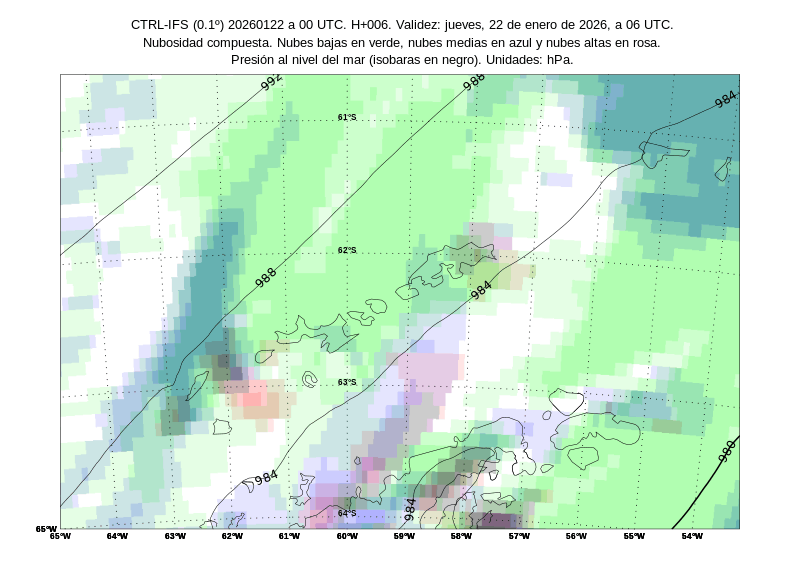 CTRL-IFS (0.1º) 20260122 a 00 UTC. H+006. Validez: jueves, 22 de enero de 2026, a 06 UTC.
Nubosidad compuesta. Nubes bajas en verde, nubes medias en azul y nubes altas en rosa.
Presión al nivel del mar (isobaras en negro). Unidades: hPa.
992
988
984
61°S
62°S
988
984
63°S
980
984
984
64°S
65°W
65°W 64°W 63°W 62°W 61°W 60°W 59°W 58°W 57°W 56°W 55°W 54°W